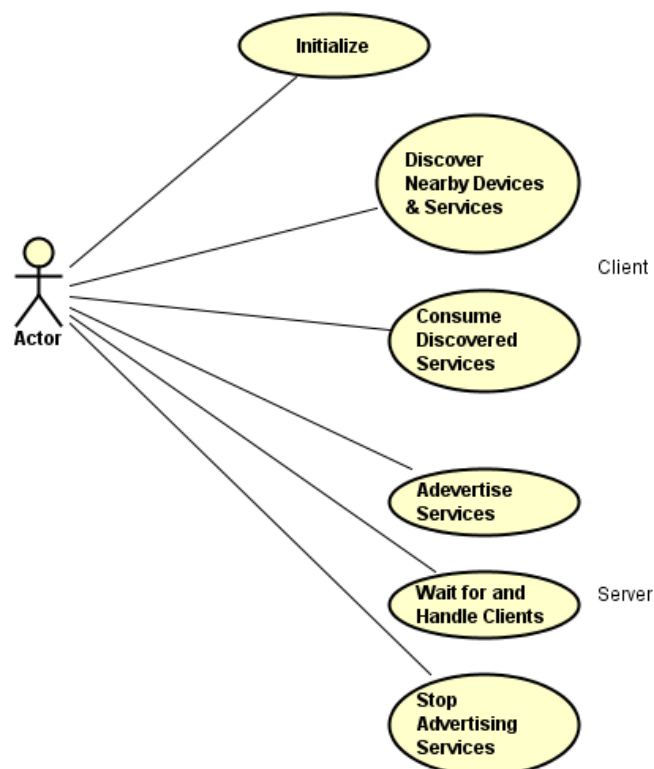 Initialize
Discover
Nearby Devices
& Services
Client
Actor
Consume
Discovered
Services
Adevertise
Services
Wait for and
Handle Clients
Server
Stop
Advertising
Services